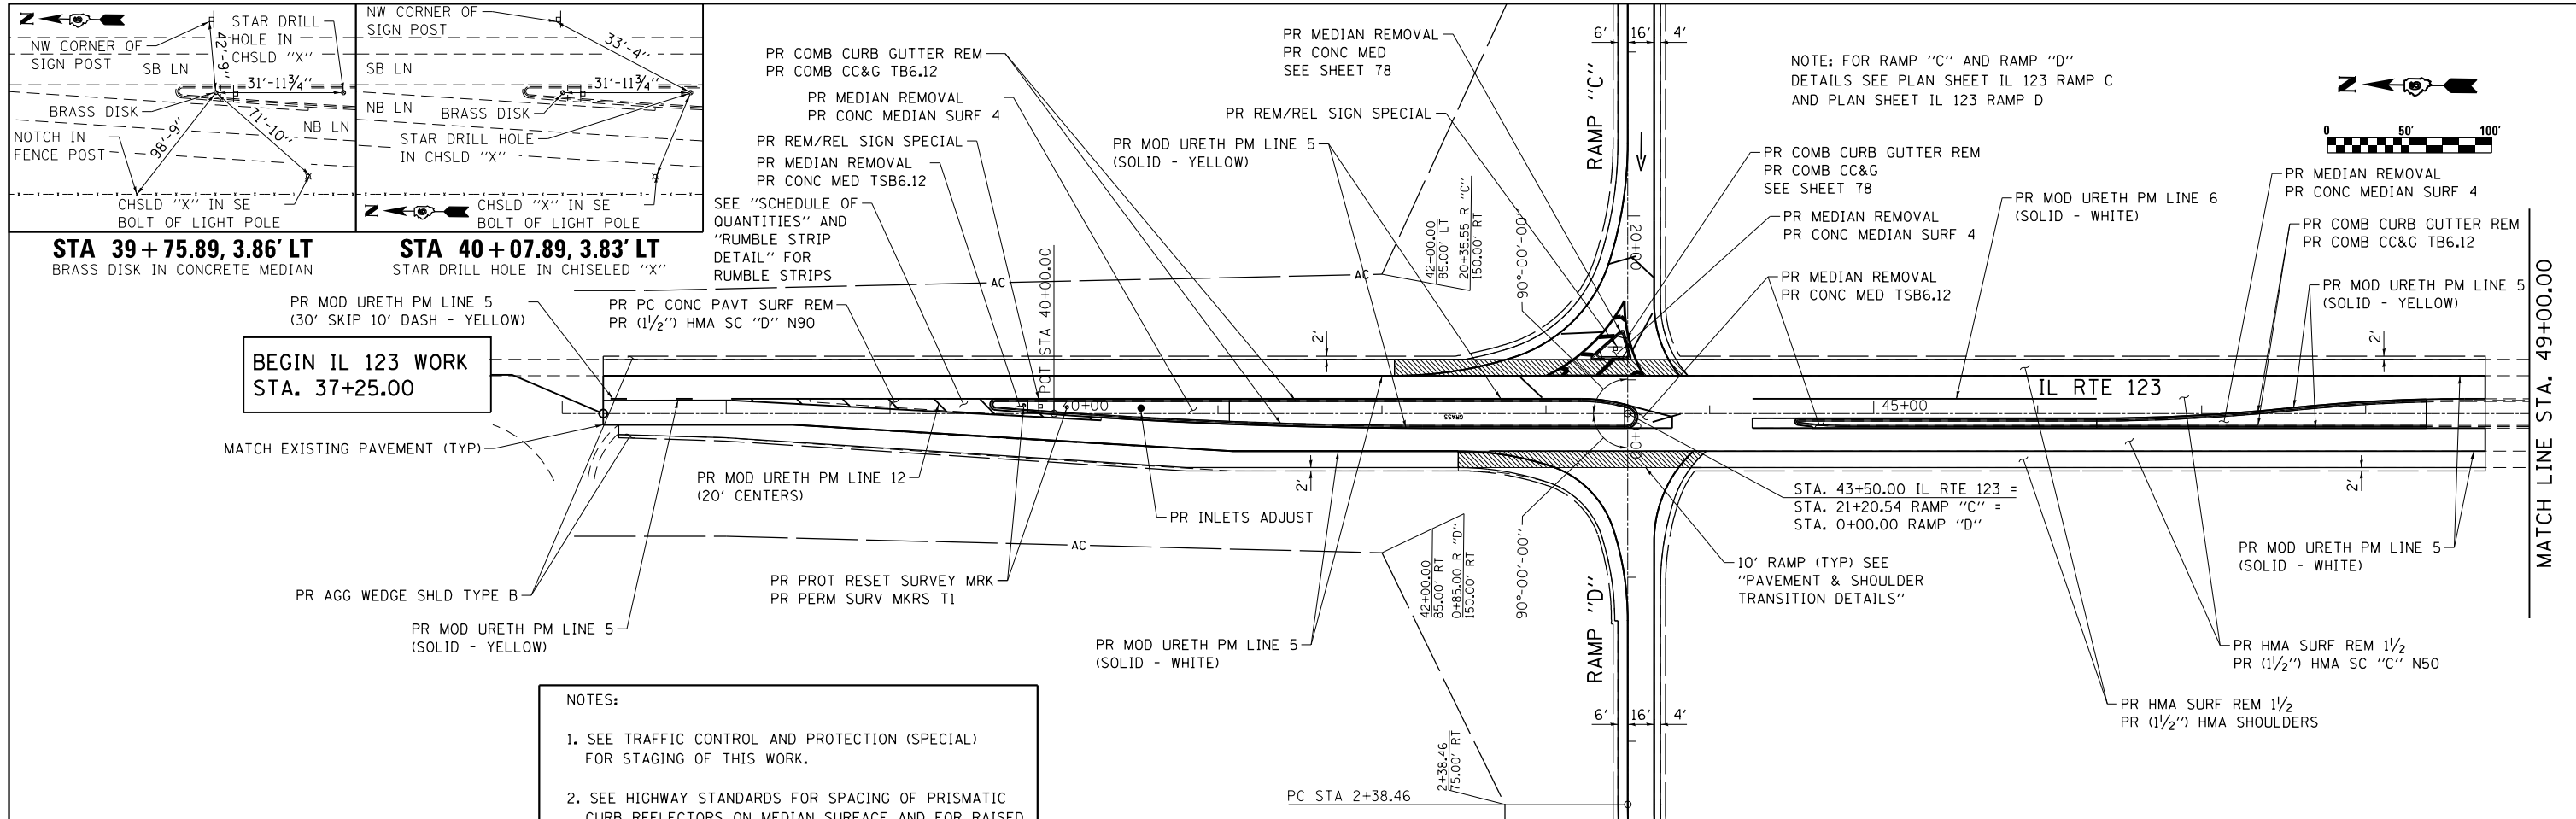 N
NW CORNER OF
SIGN POST
42'-9"
STAR DRILL
HOLE IN
CHSLD "X"
SB LN
31'-11¾"
BRASS DISK
NB LN
71'-10"
98'-9"
NOTCH IN
FENCE POST
CHSLD "X" IN SE
BOLT OF LIGHT POLE
STA 39+75.89, 3.86' LT
BRASS DISK IN CONCRETE MEDIAN
NW CORNER OF
SIGN POST
33'-4"
SB LN
31'-11¾"
NB LN
BRASS DISK
STAR DRILL HOLE
IN CHSLD "X"
N
CHSLD "X" IN SE
BOLT OF LIGHT POLE
STA 40+07.89, 3.83' LT
STAR DRILL HOLE IN CHISELED "X"
PR COMB CURB GUTTER REM
PR COMB CC&G TB6.12
PR MEDIAN REMOVAL
PR CONC MEDIAN SURF 4
PR REM/REL SIGN SPECIAL
PR MEDIAN REMOVAL
PR CONC MED TSB6.12
SEE "SCHEDULE OF
QUANTITIES" AND
"RUMBLE STRIP
DETAIL" FOR
RUMBLE STRIPS
PR MEDIAN REMOVAL
PR CONC MED
SEE SHEET 78
PR REM/REL SIGN SPECIAL
PR MOD URETH PM LINE 5
(SOLID - YELLOW)
6' 16' 4'
RAMP "C"
NOTE: FOR RAMP "C" AND RAMP "D"
DETAILS SEE PLAN SHEET IL 123 RAMP C
AND PLAN SHEET IL 123 RAMP D
N
0 50' 100'
PR COMB CURB GUTTER REM
PR COMB CC&G
SEE SHEET 78
PR MEDIAN REMOVAL
PR CONC MEDIAN SURF 4
PR MEDIAN REMOVAL
PR CONC MED TSB6.12
PR MOD URETH PM LINE 6
(SOLID - WHITE)
PR MEDIAN REMOVAL
PR CONC MEDIAN SURF 4
PR COMB CURB GUTTER REM
PR COMB CC&G TB6.12
PR MOD URETH PM LINE 5
(SOLID - YELLOW)
MATCH LINE STA. 49+00.00
42+00.00
85.00' LT
20+35.55 R "C"
150.00' RT
90°-00'-00"
20+00
AC
PR MOD URETH PM LINE 5
(30' SKIP 10' DASH - YELLOW)
PR PC CONC PAVT SURF REM
PR (1½") HMA SC "D" N90
POT STA 40+00.00
BEGIN IL 123 WORK
STA. 37+25.00
2'
2'
40+00
GRASS
IL RTE 123
45+00
0+00
MATCH EXISTING PAVEMENT (TYP)
PR MOD URETH PM LINE 12
(20' CENTERS)
2'
2'
PR INLETS ADJUST
STA. 43+50.00 IL RTE 123 =
STA. 21+20.54 RAMP "C" =
STA. 0+00.00 RAMP "D"
AC
42+00.00
85.00' RT
0+85.00 R "D"
150.00' RT
90°-00'-00"
PR AGG WEDGE SHLD TYPE B
PR PROT RESET SURVEY MRK
PR PERM SURV MKRS T1
10' RAMP (TYP) SEE
"PAVEMENT & SHOULDER
TRANSITION DETAILS"
PR MOD URETH PM LINE 5
(SOLID - WHITE)
PR MOD URETH PM LINE 5
(SOLID - YELLOW)
PR MOD URETH PM LINE 5
(SOLID - WHITE)
RAMP "D"
PR HMA SURF REM 1½
PR (1½") HMA SC "C" N50
PR HMA SURF REM 1½
PR (1½") HMA SHOULDERS
6' 16' 4'
2+38.46
75.00' RT
PC STA 2+38.46
NOTES:
1. SEE TRAFFIC CONTROL AND PROTECTION (SPECIAL)
FOR STAGING OF THIS WORK.
2. SEE HIGHWAY STANDARDS FOR SPACING OF PRISMATIC
CURB REFLECTORS ON MEDIAN SURFACE AND FOR RAISED